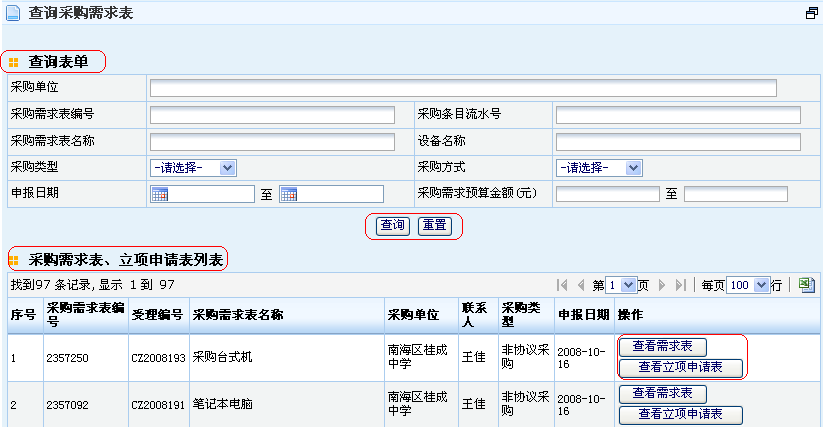 查询采购需求表
查询表单
采购单位
采购需求表编号 采购条目流水号
采购需求表名称 设备名称
采购类型 -请选择- 采购方式 -请选择-
申报日期 至 采购需求预算金额(元) 至
查询 重置
采购需求表、立项申请表列表
找到97 条记录, 显示 1 到 97 第 1 页 每页 100 行
序号 采购需求表编号 受理编号 采购需求表名称 采购单位 联系人 采购类型 申报日期 操作
1 2357250 CZ2008193 采购台式机 南海区桂成中学 王佳 非协议采购 2008-10-16 查看需求表 查看立项申请表
2 2357092 CZ2008191 笔记本电脑 南海区桂成中学 王佳 非协议采购 2008-10-16 查看需求表 查看立项申请表